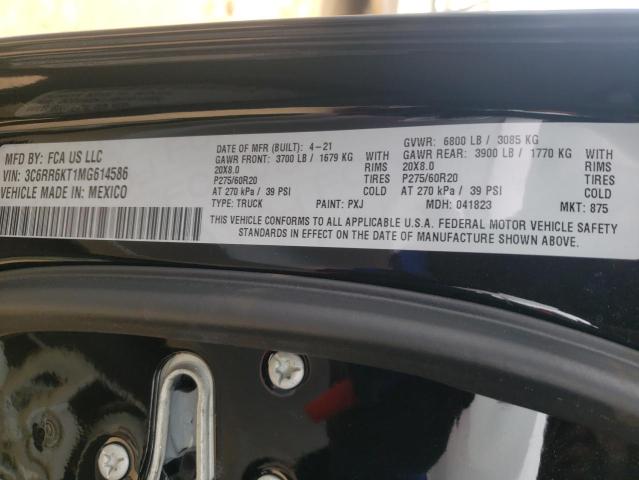 MFD BY: FCA US LLC
VIN: 3C6RR6KT1MG614586
VEHICLE MADE IN: MEXICO
DATE OF MFR (BUILT): 4-21 GVWR: 6800 LB / 3085 KG
GAWR FRONT: 3700 LB / 1679 KG WITH GAWR REAR: 3900 LB / 1770 KG WITH
20X8.0 RIMS 20X8.0 RIMS
P275/60R20 TIRES P275/60R20 TIRES
AT 270 kPa / 39 PSI COLD AT 270 kPa / 39 PSI COLD
TYPE: TRUCK PAINT: PXJ MDH: 041823 MKT: 875
THIS VEHICLE CONFORMS TO ALL APPLICABLE U.S.A. FEDERAL MOTOR VEHICLE SAFETY
STANDARDS IN EFFECT ON THE DATE OF MANUFACTURE SHOWN ABOVE.